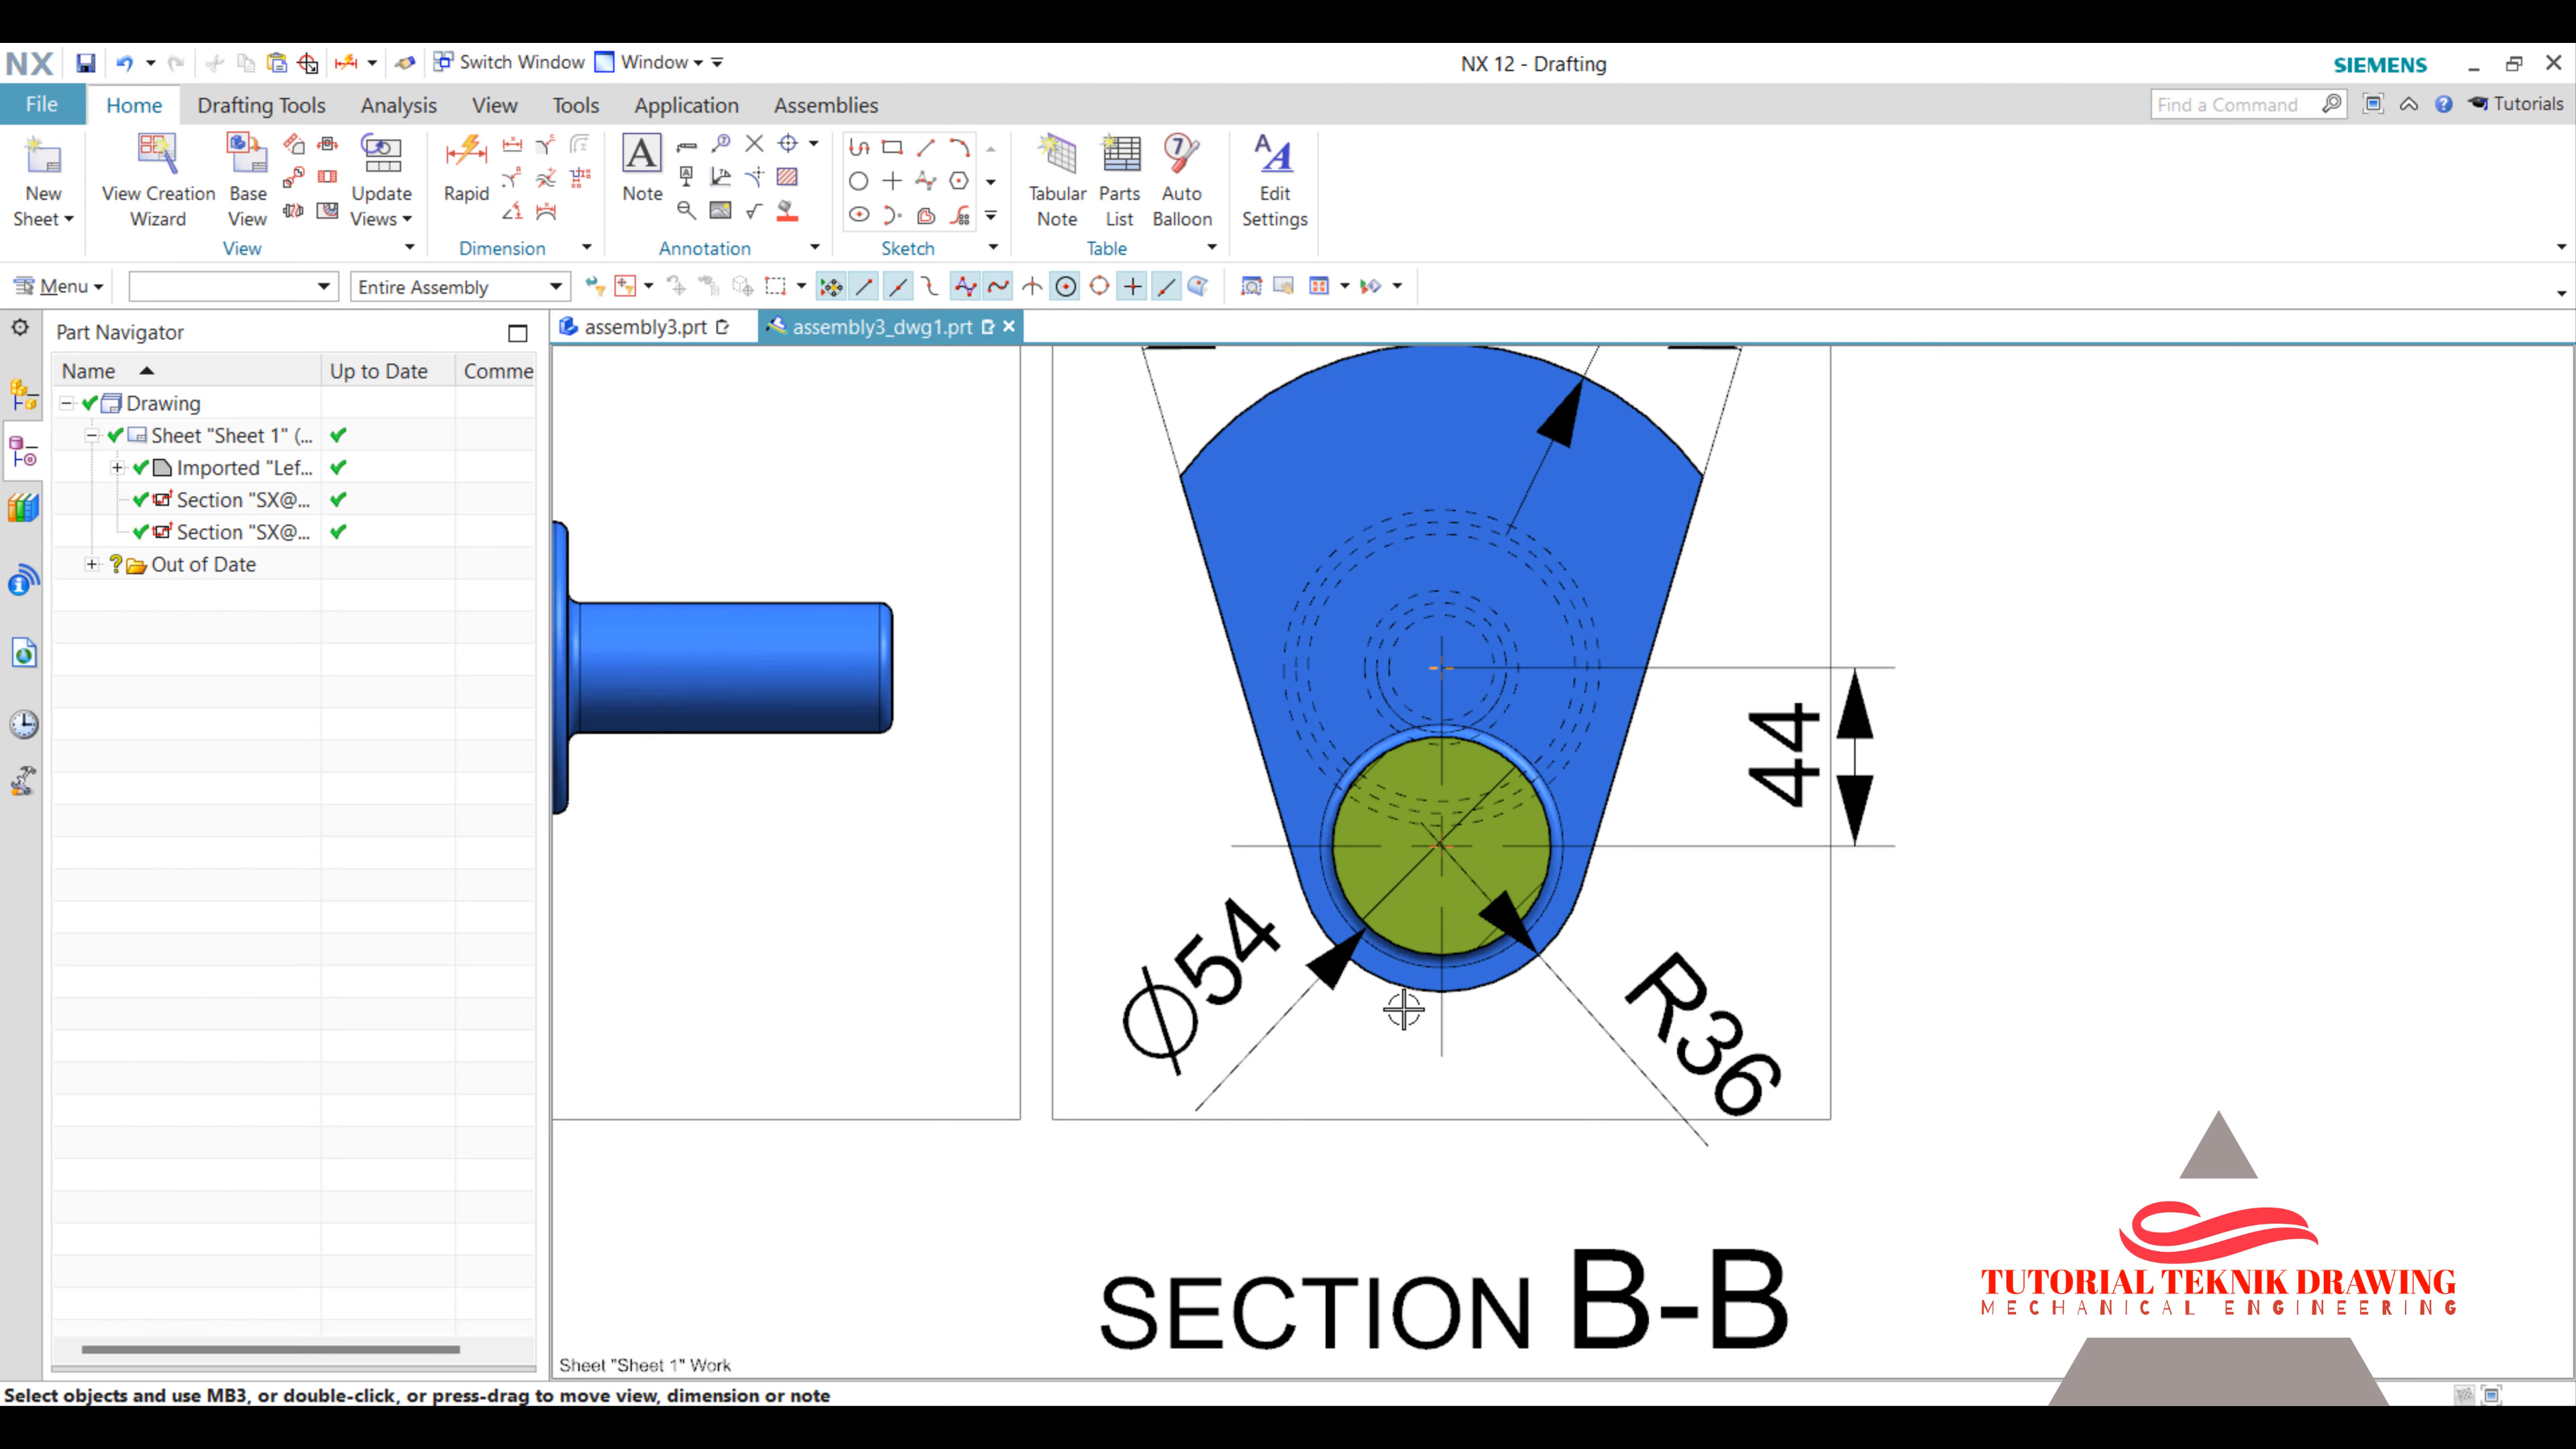 NX
Switch Window
Window
NX 12 - Drafting
SIEMENS
File
Home
Drafting Tools
Analysis
View
Tools
Application
Assemblies
Find a Command
Tutorials
New
Sheet
View Creation
Wizard
Base
View
Update
Views
Rapid
A
Note
Tabular
Note
Parts
List
7
Auto
Balloon
Edit
Settings
View
Dimension
Annotation
Sketch
Table
Menu
Entire Assembly
Part Navigator
assembly3.prt
assembly3_dwg1.prt
Name
Up to Date
Comme
Drawing
Sheet "Sheet 1" (...
Imported "Lef...
Section "SX@...
Section "SX@...
Out of Date
44
Ø54
R36
SECTION B-B
TUTORIAL TEKNIK DRAWING
MECHANICAL ENGINEERING
Sheet "Sheet 1" Work
Select objects and use MB3, or double-click, or press-drag to move view, dimension or note